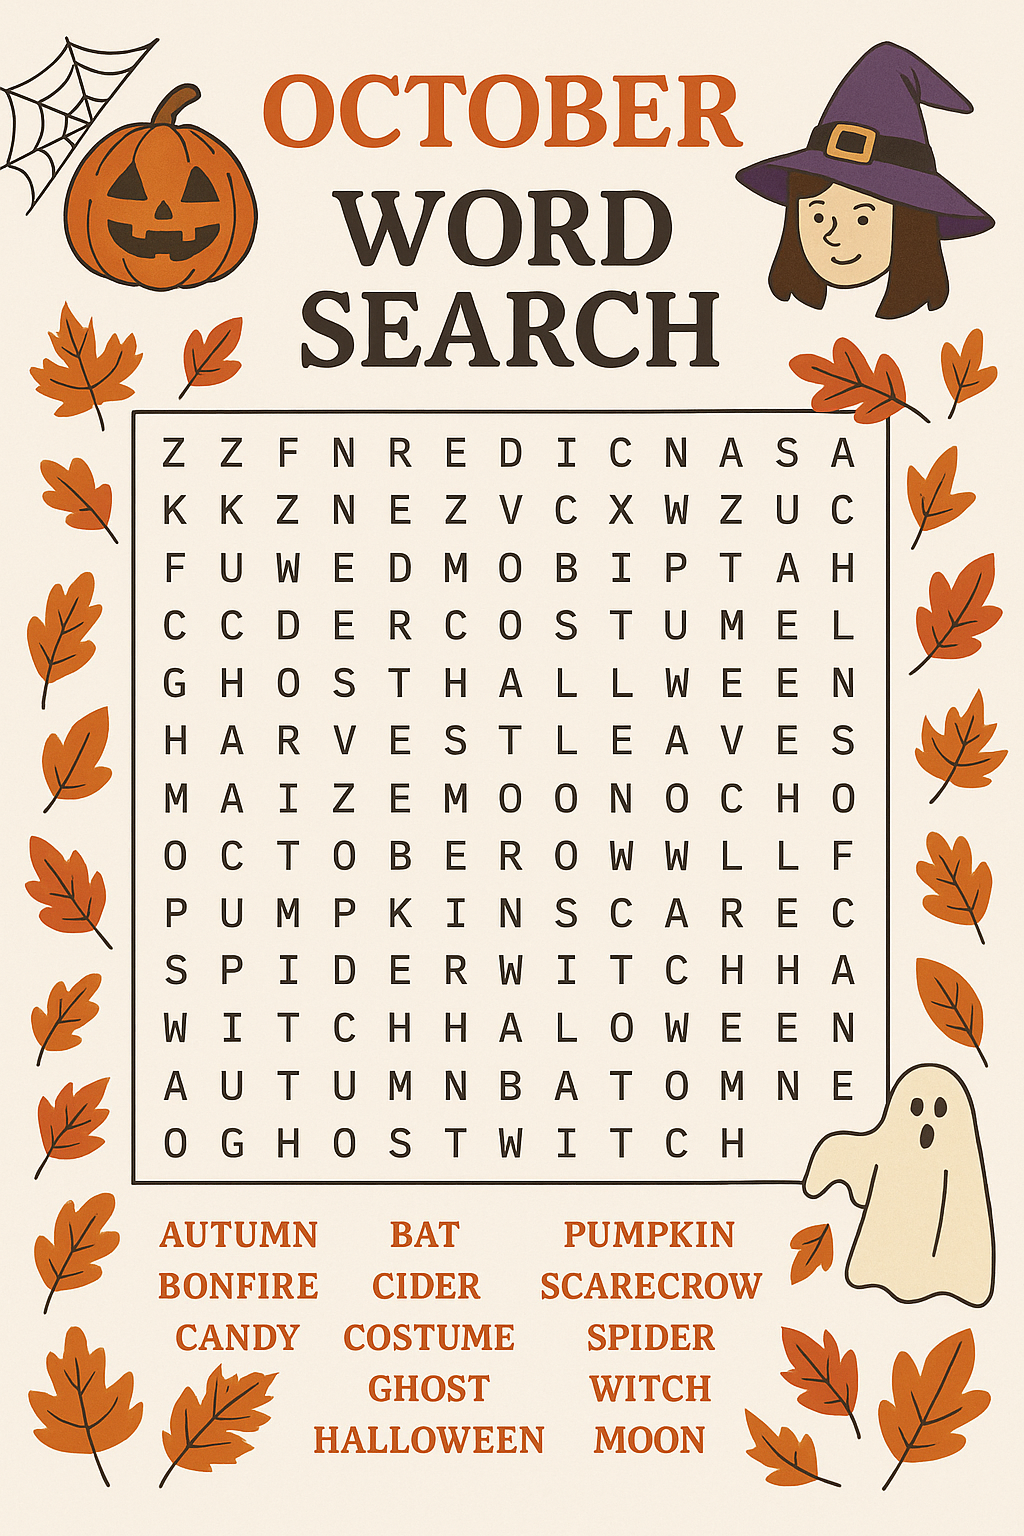 OCTOBER
WORD
SEARCH
Z Z F N R E D I C N A S A
K K Z N E Z V C X W Z U C
F U W E D M O B I P T A H
C C D E R C O S T U M E L
G H O S T H A L L W E E N
H A R V E S T L E A V E S
M A I Z E M O O N O C H O
O C T O B E R O W W L L F
P U M P K I N S C A R E C
S P I D E R W I T C H H A
W I T C H H A L O W E E N
A U T U M N B A T O M N E
O G H O S T W I T C H
AUTUMN BAT PUMPKIN
BONFIRE CIDER SCARECROW
CANDY COSTUME SPIDER
GHOST WITCH
HALLOWEEN MOON